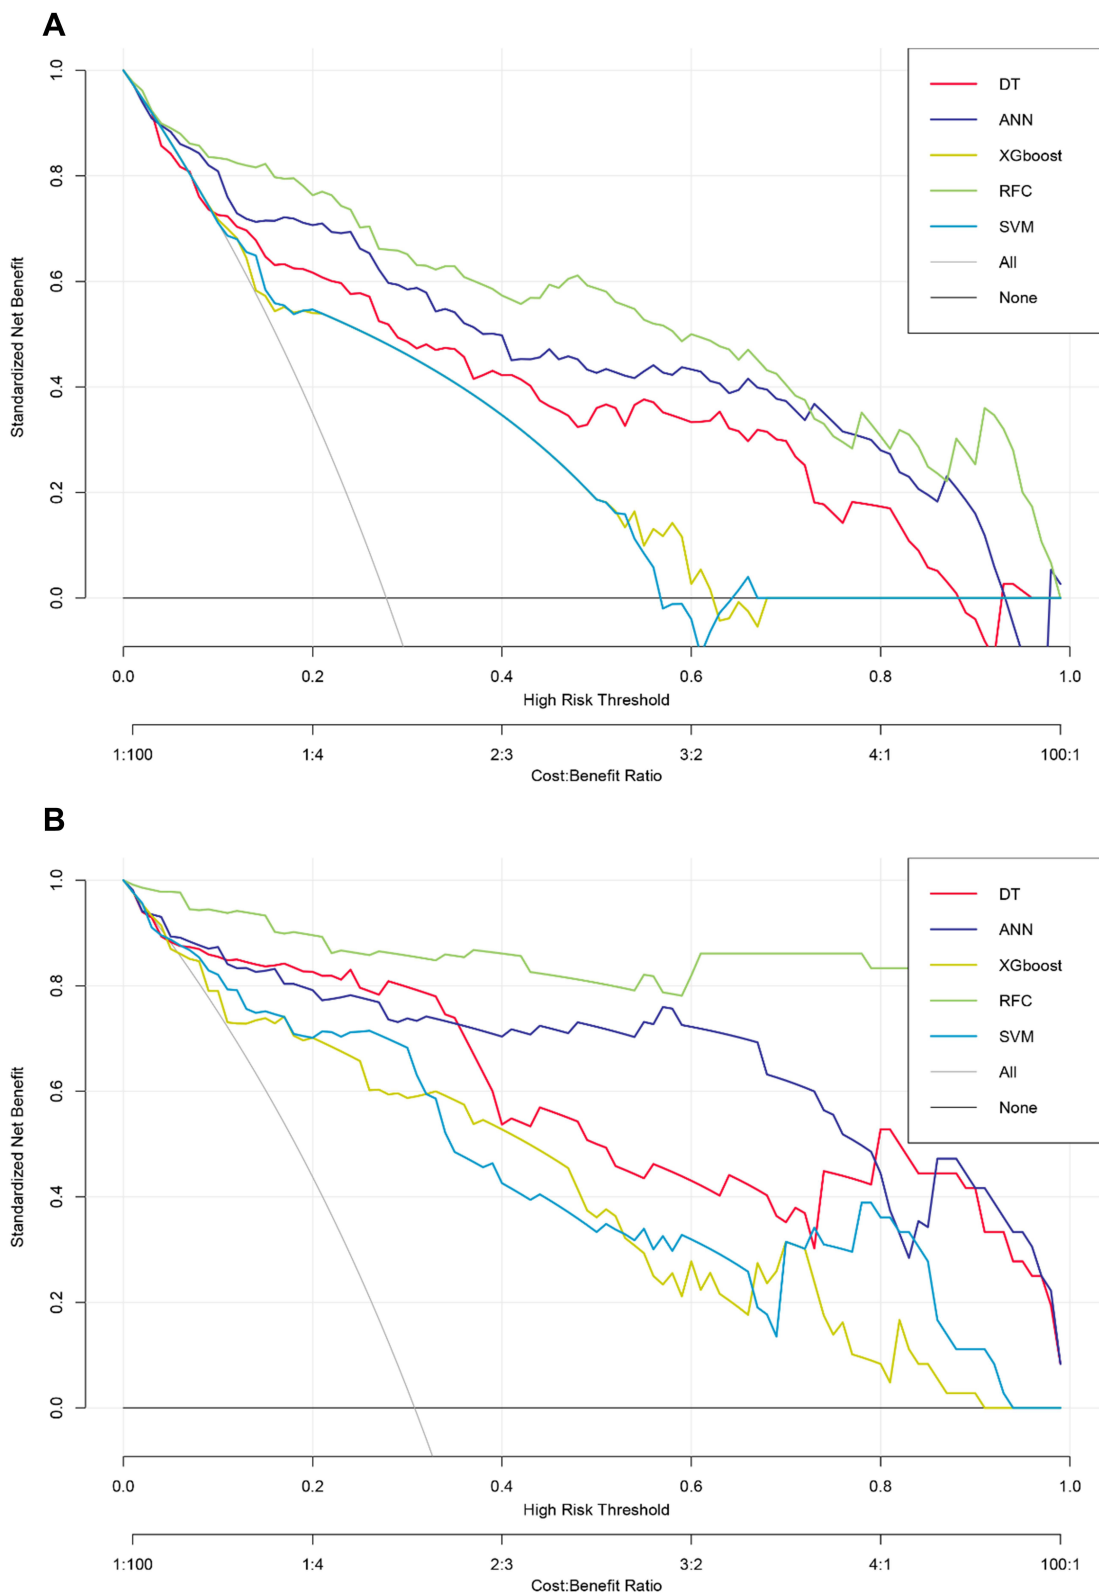 A
1.0
0.8
0.6
0.4
0.2
0.0
Standardized Net Benefit
DT
ANN
XGboost
RFC
SVM
All
None
0.0 0.2 0.4 0.6 0.8 1.0
High Risk Threshold
1:100 1:4 2:3 3:2 4:1 100:1
Cost:Benefit Ratio
B
1.0
0.8
0.6
0.4
0.2
0.0
Standardized Net Benefit
DT
ANN
XGboost
RFC
SVM
All
None
0.0 0.2 0.4 0.6 0.8 1.0
High Risk Threshold
1:100 1:4 2:3 3:2 4:1 100:1
Cost:Benefit Ratio